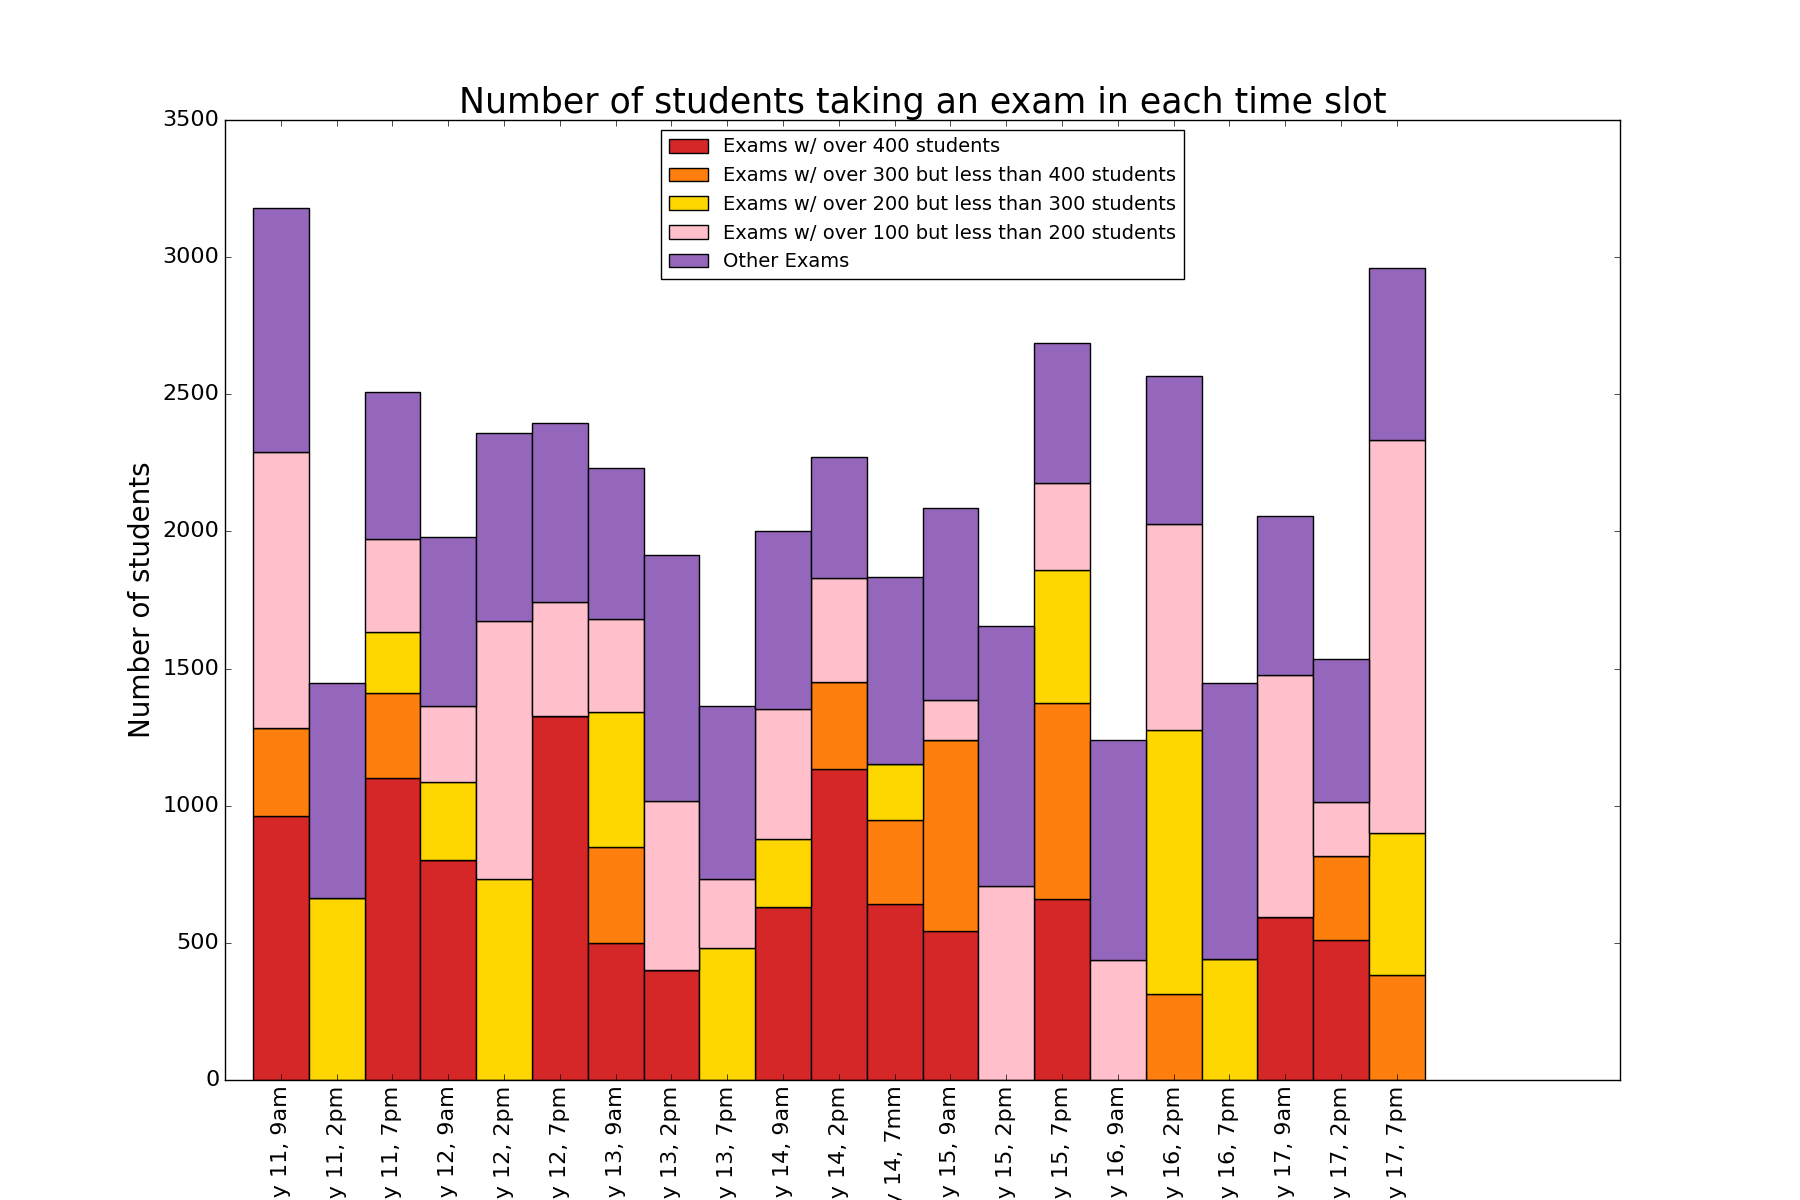 Number of students taking an exam in each time slot
Exams w/ over 400 students
Exams w/ over 300 but less than 400 students
Exams w/ over 200 but less than 300 students
Exams w/ over 100 but less than 200 students
Other Exams
3500
3000
2500
2000
1500
1000
500
0
Number of students
y 11, 9am
y 11, 2pm
y 11, 7pm
y 12, 9am
y 12, 2pm
y 12, 7pm
y 13, 9am
y 13, 2pm
y 13, 7pm
y 14, 9am
y 14, 2pm
y 14, 7mm
y 15, 9am
y 15, 2pm
y 15, 7pm
y 16, 9am
y 16, 2pm
y 16, 7pm
y 17, 9am
y 17, 2pm
y 17, 7pm